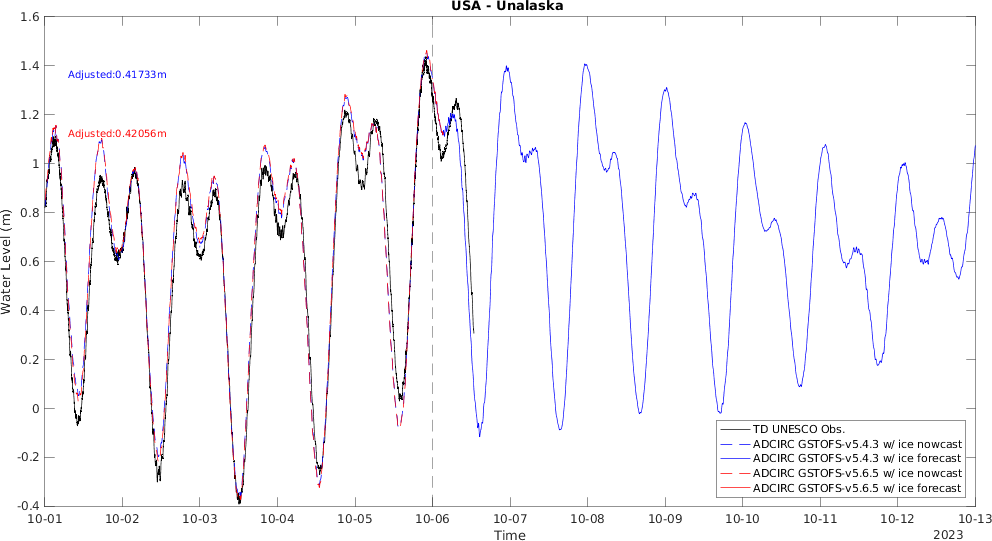 USA - Unalaska
1.6
1.4
1.2
1
0.8
0.6
0.4
0.2
0
-0.2
-0.4
Water Level (m)
Adjusted:0.41733m
Adjusted:0.42056m
TD UNESCO Obs.
ADCIRC GSTOFS-v5.4.3 w/ ice nowcast
ADCIRC GSTOFS-v5.4.3 w/ ice forecast
ADCIRC GSTOFS-v5.6.5 w/ ice nowcast
ADCIRC GSTOFS-v5.6.5 w/ ice forecast
10-01 10-02 10-03 10-04 10-05 10-06 10-07 10-08 10-09 10-10 10-11 10-12 10-13
Time
2023